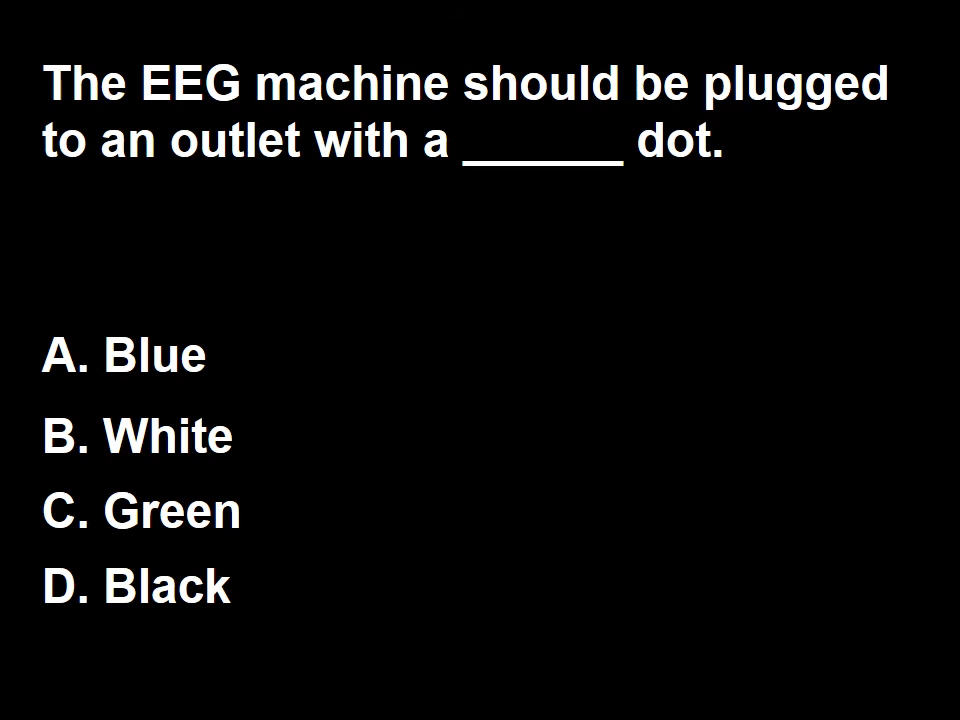 The EEG machine should be plugged
to an outlet with a ______ dot.
A. Blue
B. White
C. Green
D. Black